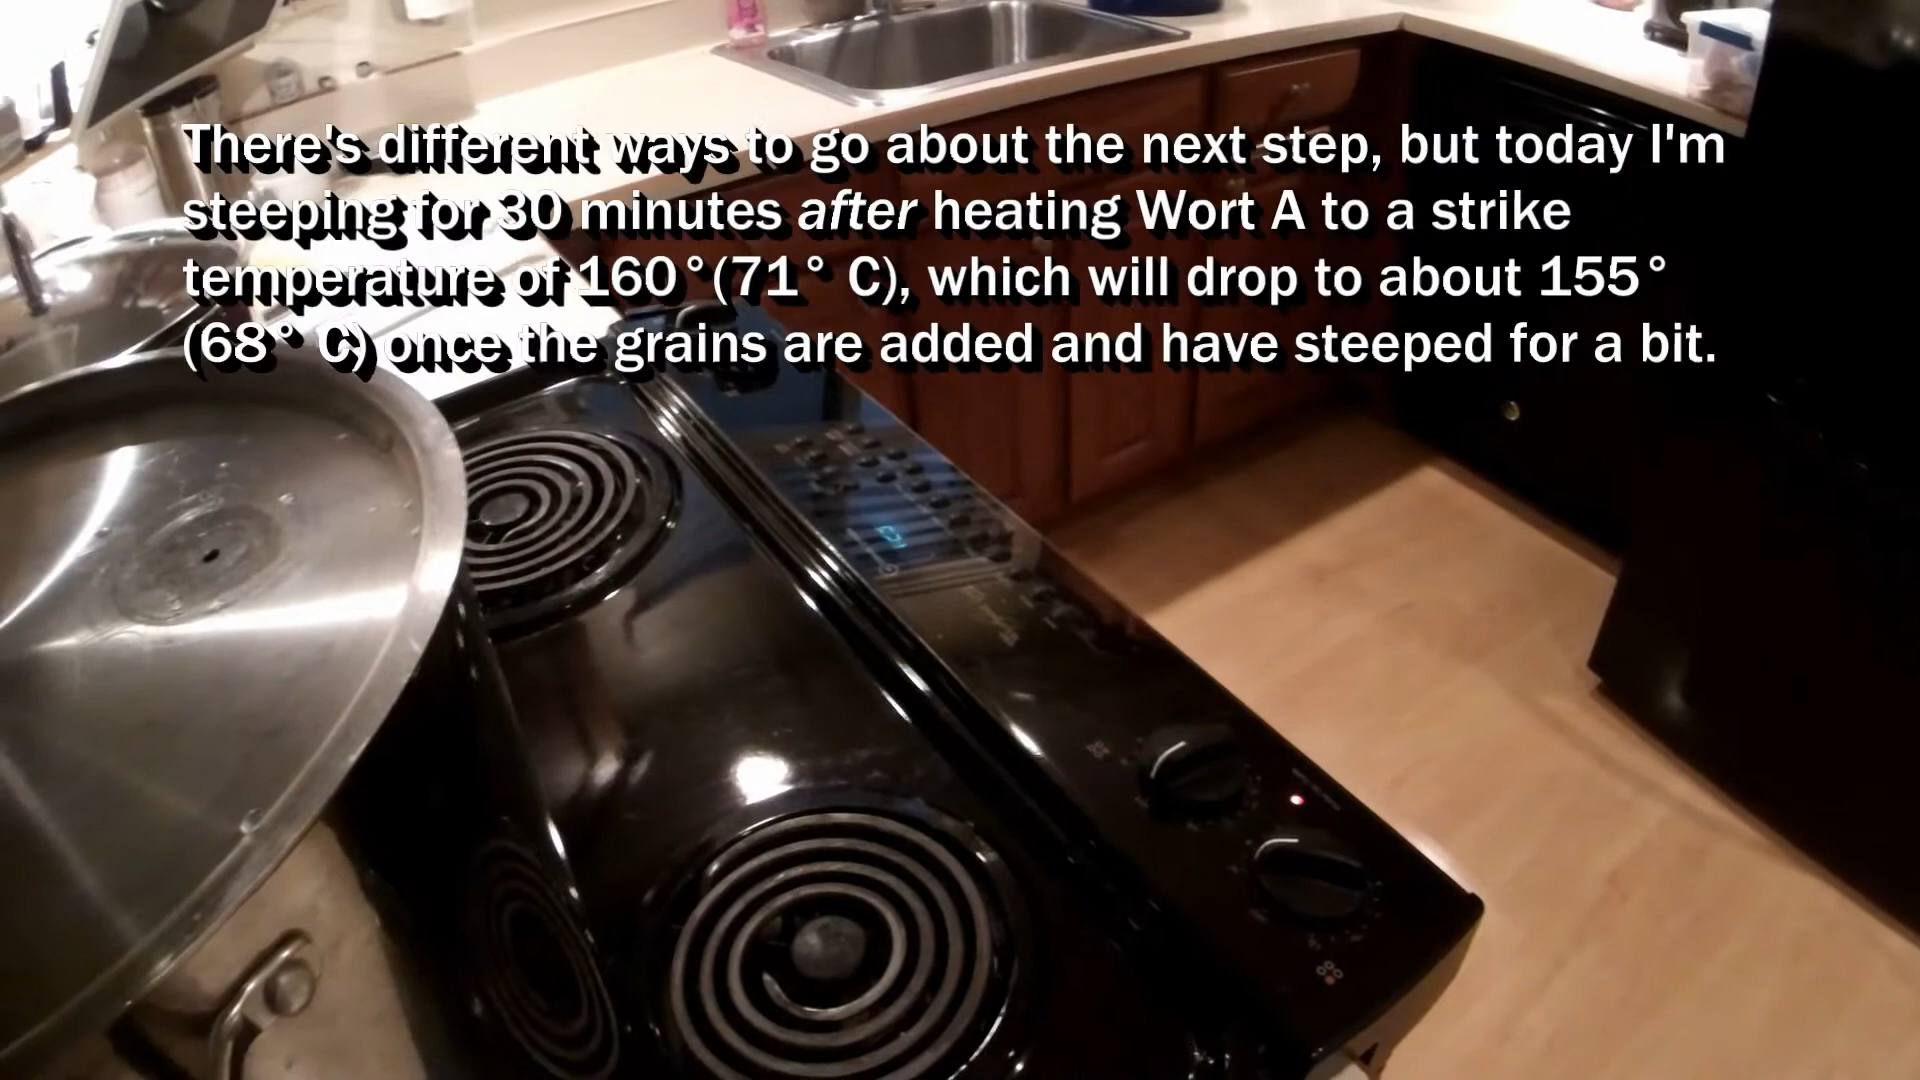 There's different ways to go about the next step, but today I'm
steeping for 30 minutes after heating Wort A to a strike
temperature of 160°(71° C), which will drop to about 155°
(68° C) once the grains are added and have steeped for a bit.